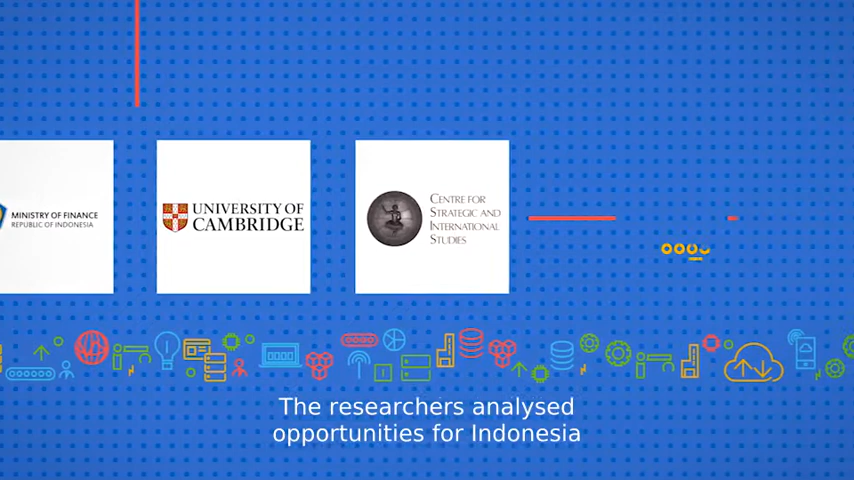 MINISTRY OF FINANCE
REPUBLIC OF INDONESIA
UNIVERSITY OF
CAMBRIDGE
CENTRE FOR
STRATEGIC AND
INTERNATIONAL
STUDIES
The researchers analysed
opportunities for Indonesia